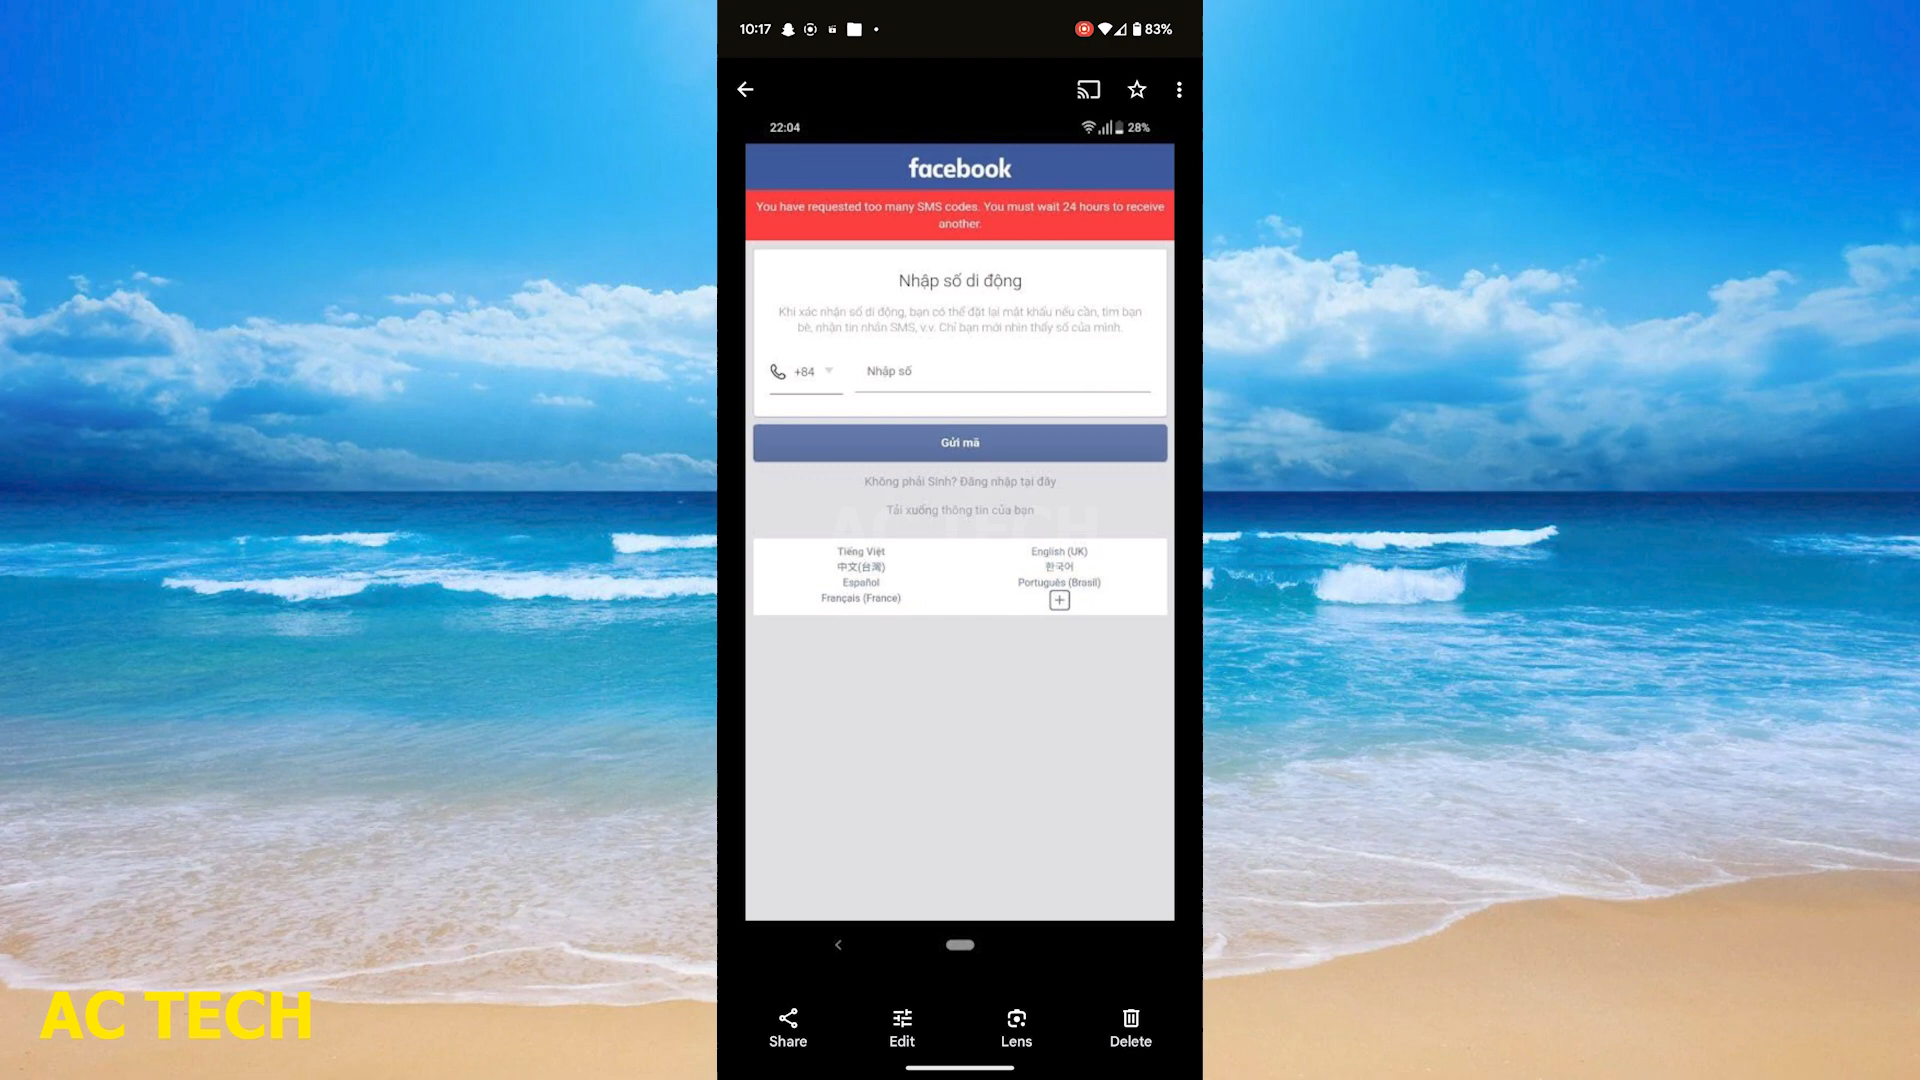 10:17
83%
22:04
28%
facebook
You have requested too many SMS codes. You must wait 24 hours to receive
another.
Nhập số di động
Khi xác nhận số di động, bạn có thể đặt lại mật khẩu nếu cần, tìm bạn
bè, nhận tin nhắn SMS, v.v. Chỉ bạn mới nhìn thấy số của mình.
+84
Nhập số
Gửi mã
Không phải Sinh? Đăng nhập tại đây
Tải xuống thông tin của bạn
AC TECH
Tiếng Việt
English (UK)
中文(台灣)
한국어
Español
Português (Brasil)
Français (France)
AC TECH
Share
Edit
Lens
Delete